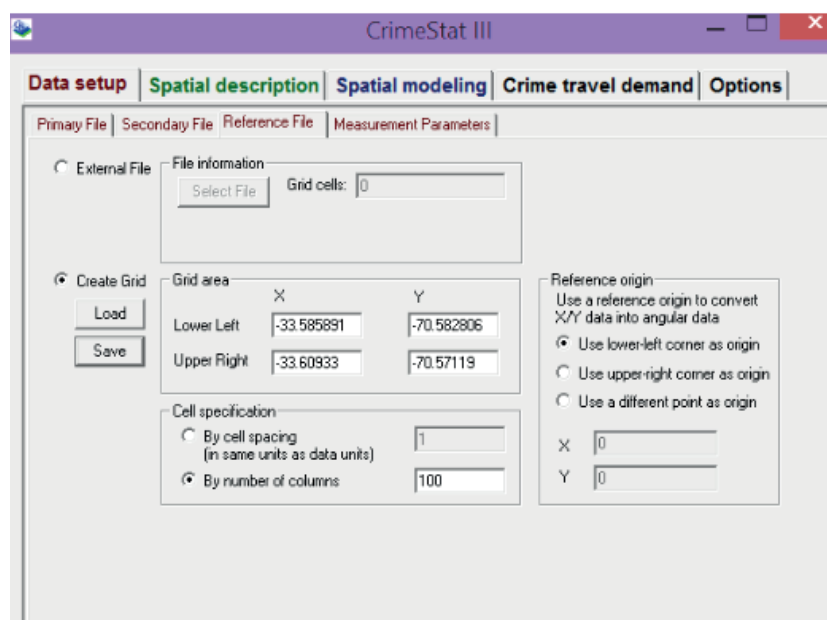 CrimeStat III
Data setup Spatial description Spatial modeling Crime travel demand Options
Primary File Secondary File Reference File Measurement Parameters
External File
File information
Select File Grid cells: 0
Create Grid
Load
Save
Grid area
X Y
Lower Left -33.585891 -70.582806
Upper Right -33.60933 -70.57119
Cell specification
By cell spacing
(in same units as data units)
1
By number of columns 100
Reference origin
Use a reference origin to convert
X/Y data into angular data
Use lower-left corner as origin
Use upper-right corner as origin
Use a different point as origin
X 0
Y 0